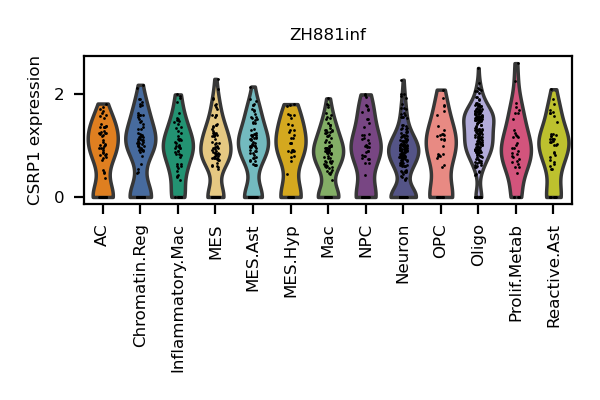 ZH881inf
CSRP1 expression
2
0
AC
Chromatin.Reg
Inflammatory.Mac
MES
MES.Ast
MES.Hyp
Mac
NPC
Neuron
OPC
Oligo
Prolif.Metab
Reactive.Ast